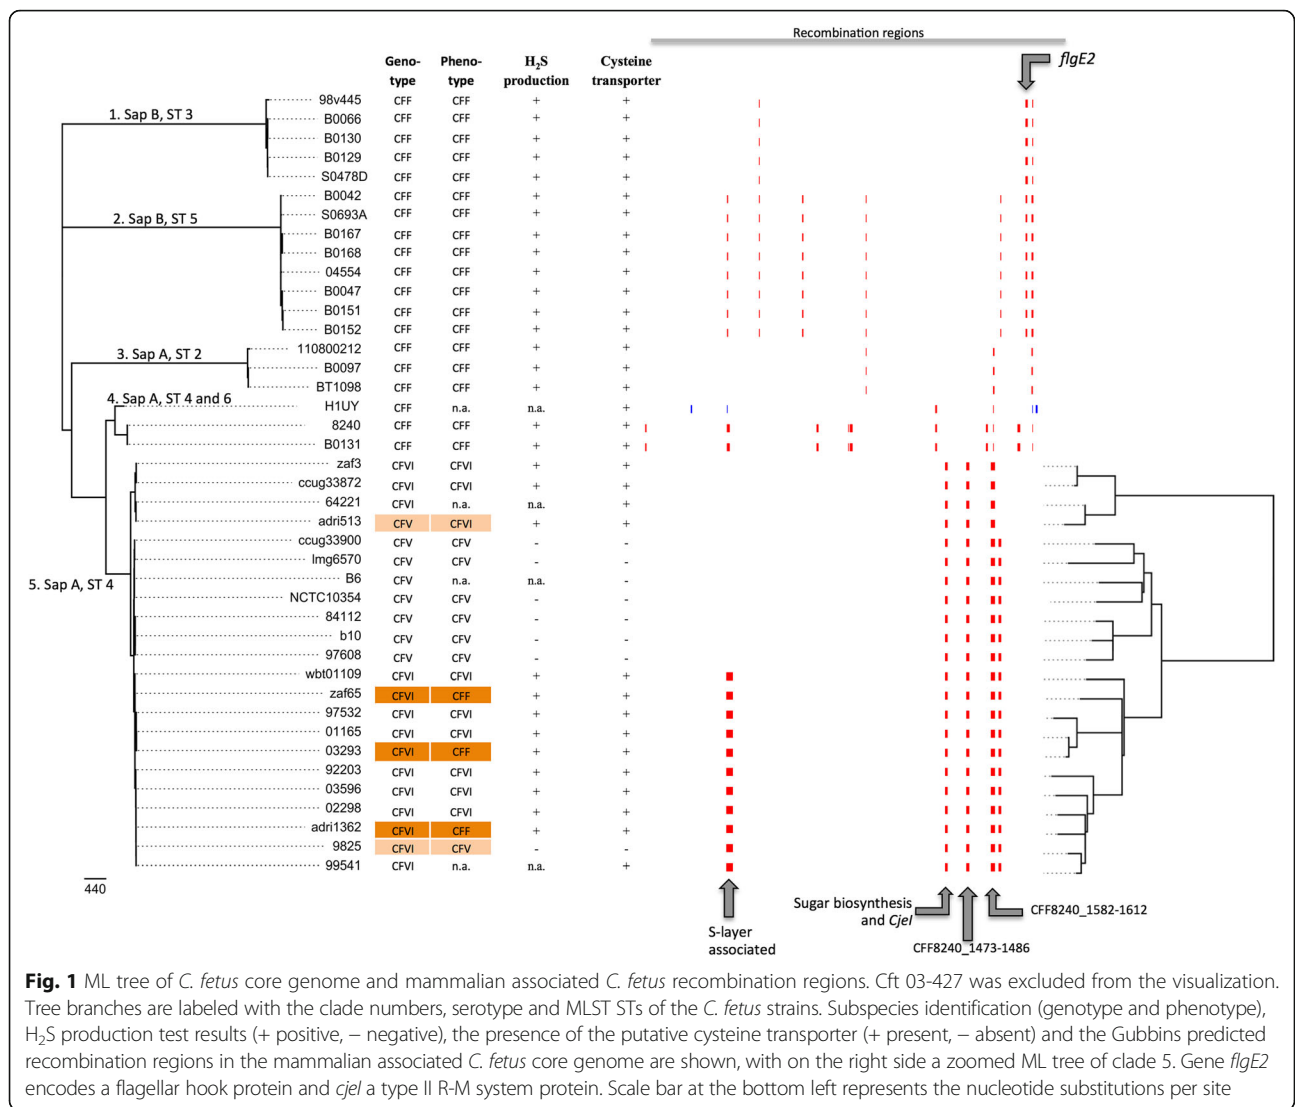 Recombination regions
Geno-type Pheno-type H2S production Cysteine transporter flgE2
1. Sap B, ST 3
98v445 CFF CFF + +
B0066 CFF CFF + +
B0130 CFF CFF + +
B0129 CFF CFF + +
S0478D CFF CFF + +
2. Sap B, ST 5
B0042 CFF CFF + +
S0693A CFF CFF + +
B0167 CFF CFF + +
B0168 CFF CFF + +
04554 CFF CFF + +
B0047 CFF CFF + +
B0151 CFF CFF + +
B0152 CFF CFF + +
3. Sap A, ST 2
110800212 CFF CFF + +
B0097 CFF CFF + +
BT1098 CFF CFF + +
4. Sap A, ST 4 and 6
H1UY CFF n.a. n.a. +
8240 CFF CFF + +
B0131 CFF CFF + +
5. Sap A, ST 4
zaf3 CFVI CFVI + +
ccug33872 CFVI CFVI + +
64221 CFVI n.a. n.a. +
adri513 CFV CFVI + +
ccug33900 CFV CFV - -
lmg6570 CFV CFV - -
B6 CFV n.a. n.a. -
NCTC10354 CFV CFV - -
84112 CFV CFV - -
b10 CFV CFV - -
97608 CFV CFV - -
wbt01109 CFVI CFVI + +
zaf65 CFVI CFF + +
97532 CFVI CFVI + +
01165 CFVI CFVI + +
03293 CFVI CFF + +
92203 CFVI CFVI + +
03596 CFVI CFVI + +
02298 CFVI CFVI + +
adri1362 CFVI CFF + +
9825 CFVI CFV - -
99541 CFVI n.a. n.a. +
440
S-layer
associated
Sugar biosynthesis
and CjeI
CFF8240_1473-1486
CFF8240_1582-1612
Fig. 1 ML tree of C. fetus core genome and mammalian associated C. fetus recombination regions. Cft 03-427 was excluded from the visualization.
Tree branches are labeled with the clade numbers, serotype and MLST STs of the C. fetus strains. Subspecies identification (genotype and phenotype),
H2S production test results (+ positive, − negative), the presence of the putative cysteine transporter (+ present, − absent) and the Gubbins predicted
recombination regions in the mammalian associated C. fetus core genome are shown, with on the right side a zoomed ML tree of clade 5. Gene flgE2
encodes a flagellar hook protein and cjeI a type II R-M system protein. Scale bar at the bottom left represents the nucleotide substitutions per site